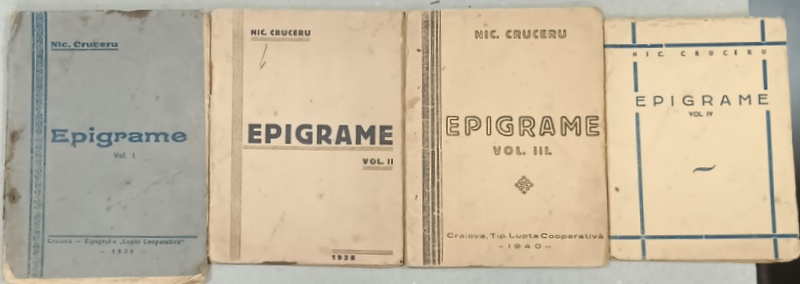 Nic. Cruceru
Epigrame
Vol. I.
Craiova — Tipografia „Lupta Cooperativă"
NIC. CRUCERU
EPIGRAME
VOL. II
1938
NIC. CRUCERU
EPIGRAME
VOL. III.
Craiova, Tip. Lupta Cooperativă
—1940—
NIC CRUCERU
EPIGRAME
VOL IV